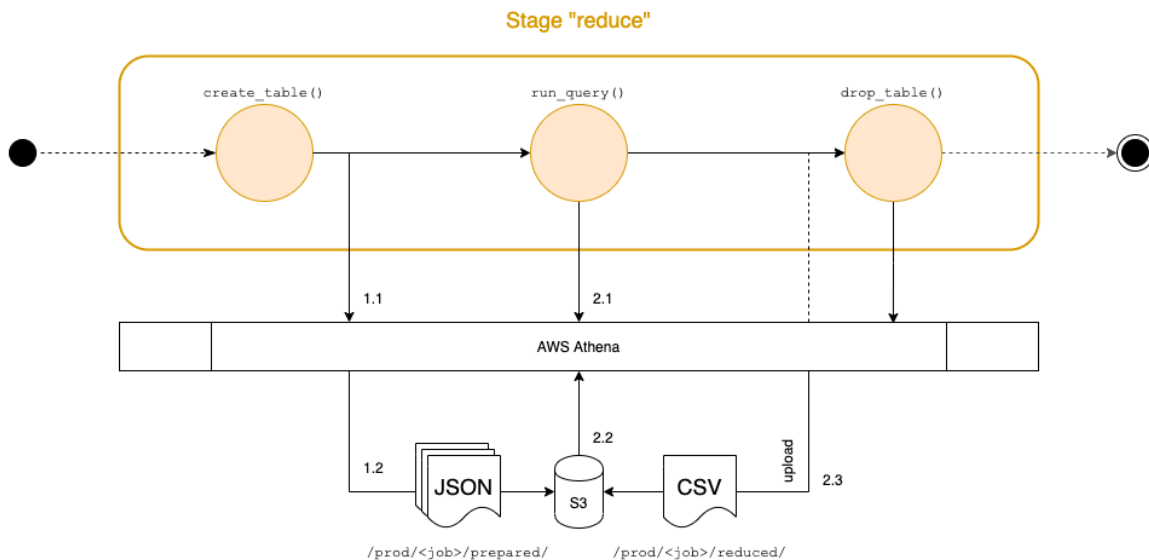 Stage "reduce"
create_table()
run_query()
drop_table()
1.1
2.1
AWS Athena
1.2
2.2
upload
2.3
JSON
S3
CSV
/prod/<job>/prepared/
/prod/<job>/reduced/